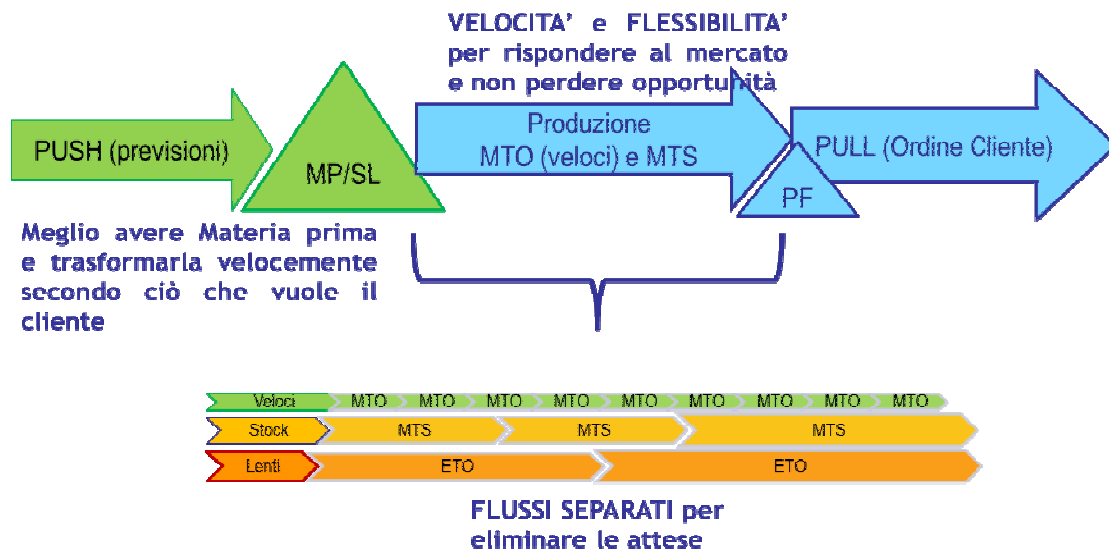 VELOCITA' e FLESSIBILITA'
per rispondere al mercato
e non perdere opportunità
PUSH (previsioni)
MP/SL
Produzione
MTO (veloci) e MTS
PF
PULL (Ordine Cliente)
Meglio avere Materia prima
e trasformarla velocemente
secondo ciò che vuole il
cliente
Veloci MTO MTO MTO MTO MTO MTO MTO MTO MTO
Stock MTS MTS MTS
Lenti ETO ETO
FLUSSI SEPARATI per
eliminare le attese